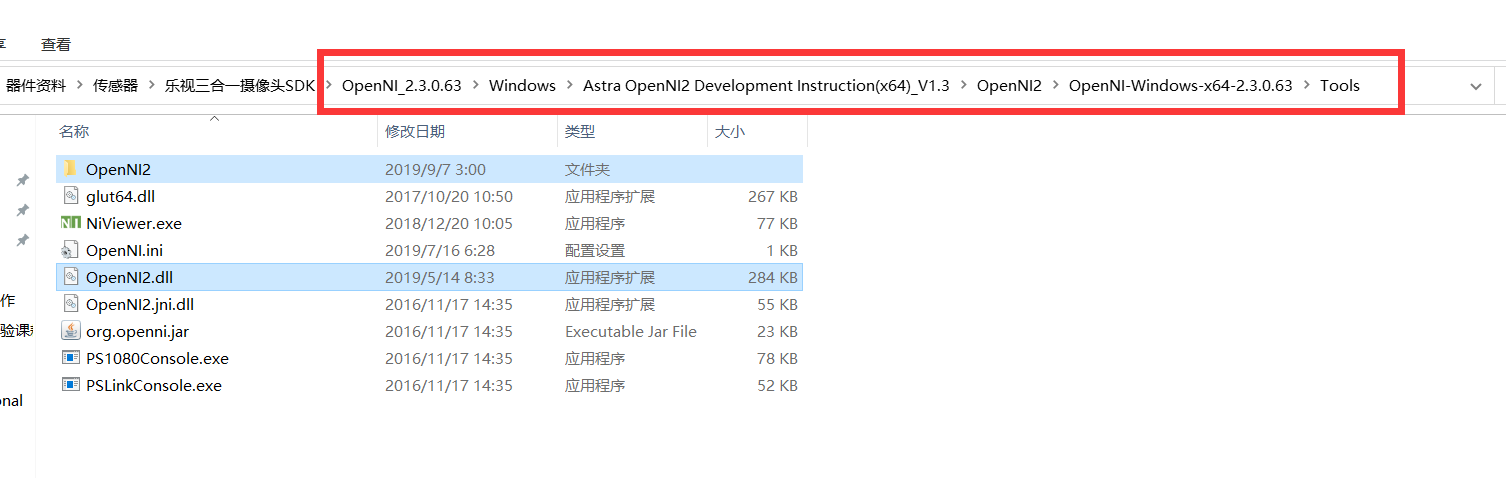 享 查看
器件资料 传感器 乐视三合一摄像头SDK OpenNI_2.3.0.63 Windows Astra OpenNI2 Development Instruction(x64)_V1.3 OpenNI2 OpenNI-Windows-x64-2.3.0.63 Tools
名称 修改日期 类型 大小
OpenNI2 2019/9/7 3:00 文件夹
glut64.dll 2017/10/20 10:50 应用程序扩展 267 KB
NiViewer.exe 2018/12/20 10:05 应用程序 77 KB
OpenNI.ini 2019/7/16 6:28 配置设置 1 KB
OpenNI2.dll 2019/5/14 8:33 应用程序扩展 284 KB
作
OpenNI2.jni.dll 2016/11/17 14:35 应用程序扩展 55 KB
验课
org.openni.jar 2016/11/17 14:35 Executable Jar File 23 KB
PS1080Console.exe 2016/11/17 14:35 应用程序 78 KB
PSLinkConsole.exe 2016/11/17 14:35 应用程序 52 KB
onal